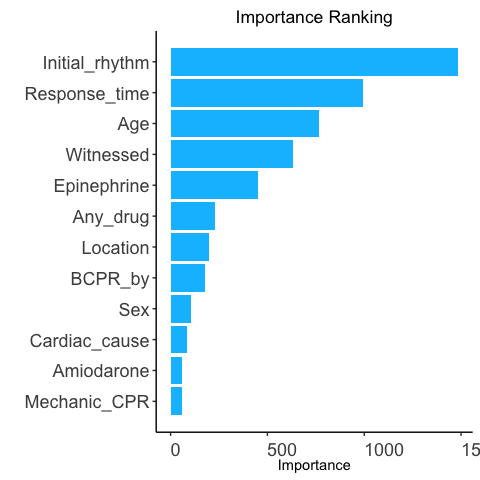 Importance Ranking
Initial_rhythm
Response_time
Age
Witnessed
Epinephrine
Any_drug
Location
BCPR_by
Sex
Cardiac_cause
Amiodarone
Mechanic_CPR
0 500 1000 15
Importance